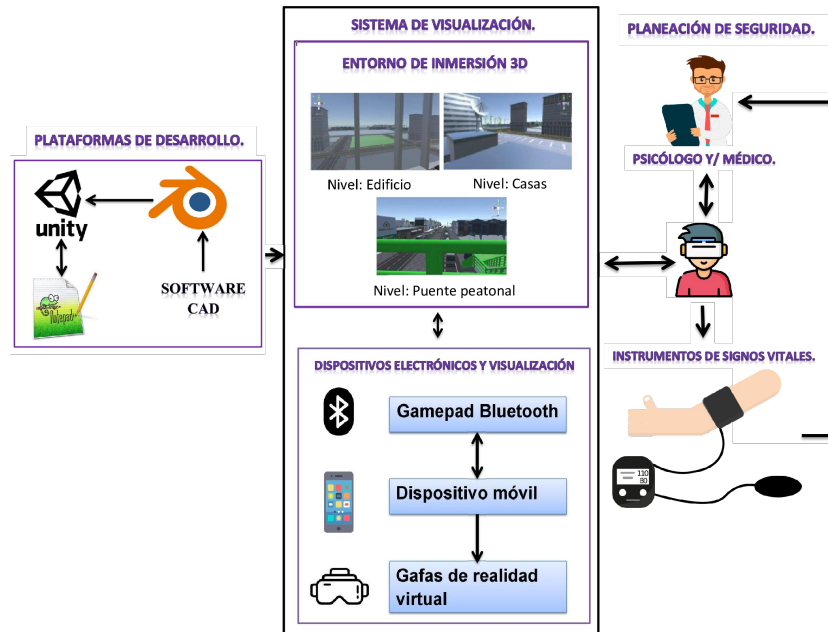 PLATAFORMAS DE DESARROLLO.
unity
Notepad++
SOFTWARE
CAD
SISTEMA DE VISUALIZACIÓN.
ENTORNO DE INMERSIÓN 3D
Nivel: Edificio
Nivel: Casas
Nivel: Puente peatonal
DISPOSITIVOS ELECTRÓNICOS Y VISUALIZACIÓN
Gamepad Bluetooth
Dispositivo móvil
Gafas de realidad
virtual
PLANEACIÓN DE SEGURIDAD.
PSICÓLOGO Y/ MÉDICO.
INSTRUMENTOS DE SIGNOS VITALES.
110
80